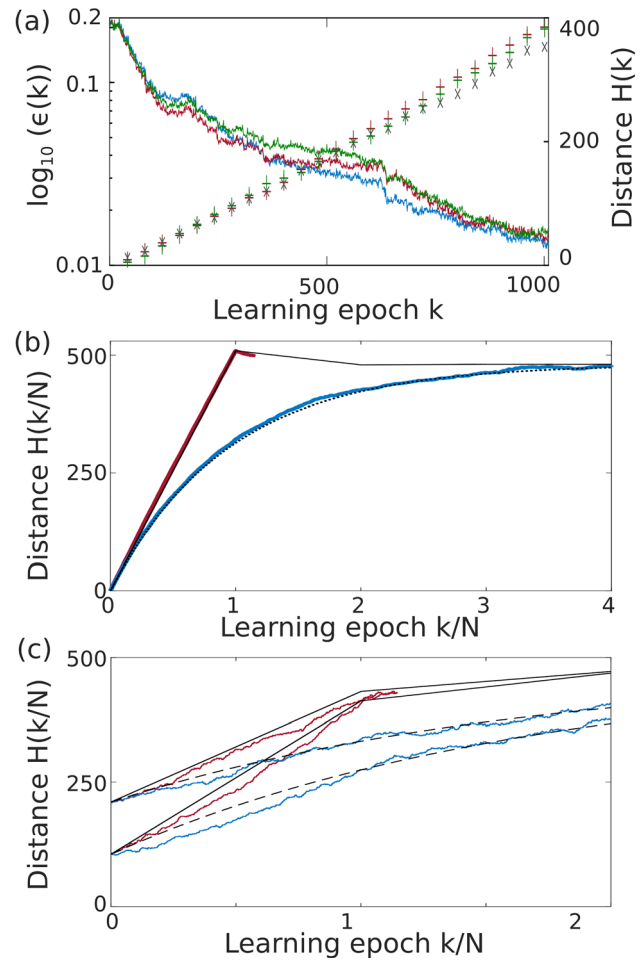 (a)
0.2
0.1
0.01
log₁₀ (ϵ(k))
400
200
0
Distance H(k)
0
500
1000
Learning epoch k
(b)
500
250
0
Distance H(k/N)
0
1
2
3
4
Learning epoch k/N
(c)
500
250
0
Distance H(k/N)
0
1
2
Learning epoch k/N